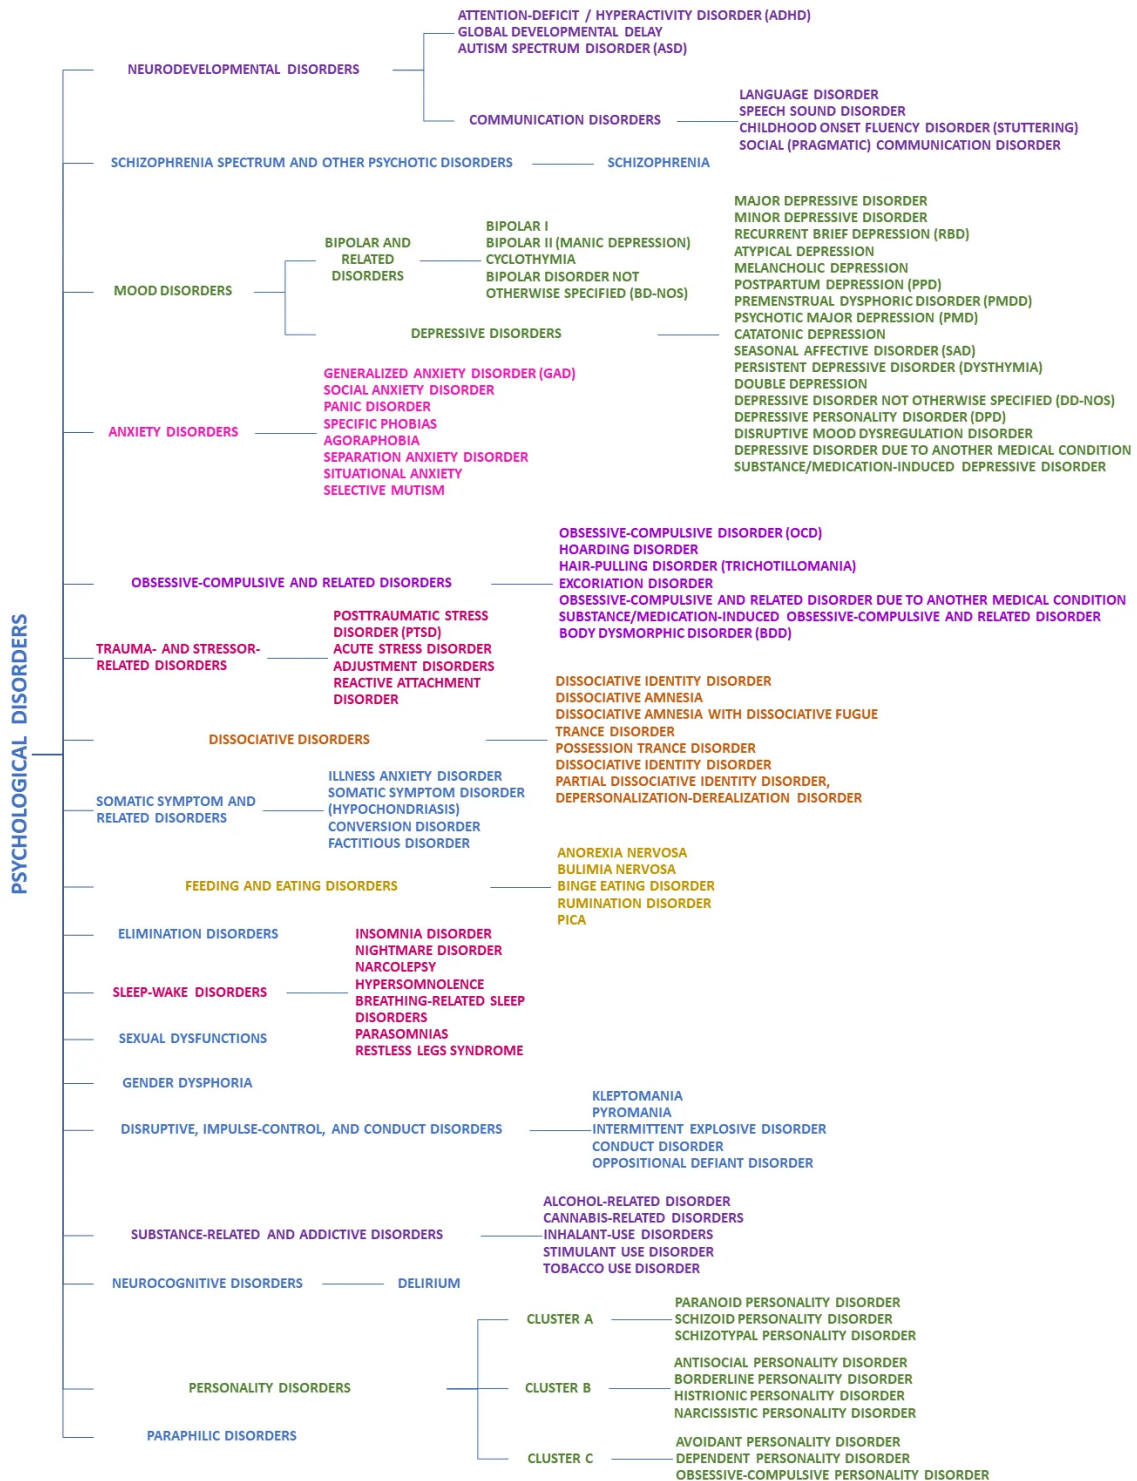 PSYCHOLOGICAL DISORDERS
NEURODEVELOPMENTAL DISORDERS
ATTENTION-DEFICIT / HYPERACTIVITY DISORDER (ADHD)
GLOBAL DEVELOPMENTAL DELAY
AUTISM SPECTRUM DISORDER (ASD)
COMMUNICATION DISORDERS
LANGUAGE DISORDER
SPEECH SOUND DISORDER
CHILDHOOD ONSET FLUENCY DISORDER (STUTTERING)
SOCIAL (PRAGMATIC) COMMUNICATION DISORDER
SCHIZOPHRENIA SPECTRUM AND OTHER PSYCHOTIC DISORDERS
SCHIZOPHRENIA
MOOD DISORDERS
BIPOLAR AND
RELATED
DISORDERS
BIPOLAR I
BIPOLAR II (MANIC DEPRESSION)
CYCLOTHYMIA
BIPOLAR DISORDER NOT
OTHERWISE SPECIFIED (BD-NOS)
DEPRESSIVE DISORDERS
MAJOR DEPRESSIVE DISORDER
MINOR DEPRESSIVE DISORDER
RECURRENT BRIEF DEPRESSION (RBD)
ATYPICAL DEPRESSION
MELANCHOLIC DEPRESSION
POSTPARTUM DEPRESSION (PPD)
PREMENSTRUAL DYSPHORIC DISORDER (PMDD)
PSYCHOTIC MAJOR DEPRESSION (PMD)
CATATONIC DEPRESSION
SEASONAL AFFECTIVE DISORDER (SAD)
PERSISTENT DEPRESSIVE DISORDER (DYSTHYMIA)
DOUBLE DEPRESSION
DEPRESSIVE DISORDER NOT OTHERWISE SPECIFIED (DD-NOS)
DEPRESSIVE PERSONALITY DISORDER (DPD)
DISRUPTIVE MOOD DYSREGULATION DISORDER
DEPRESSIVE DISORDER DUE TO ANOTHER MEDICAL CONDITION
SUBSTANCE/MEDICATION-INDUCED DEPRESSIVE DISORDER
ANXIETY DISORDERS
GENERALIZED ANXIETY DISORDER (GAD)
SOCIAL ANXIETY DISORDER
PANIC DISORDER
SPECIFIC PHOBIAS
AGORAPHOBIA
SEPARATION ANXIETY DISORDER
SITUATIONAL ANXIETY
SELECTIVE MUTISM
OBSESSIVE-COMPULSIVE AND RELATED DISORDERS
OBSESSIVE-COMPULSIVE DISORDER (OCD)
HOARDING DISORDER
HAIR-PULLING DISORDER (TRICHOTILLOMANIA)
EXCORIATION DISORDER
OBSESSIVE-COMPULSIVE AND RELATED DISORDER DUE TO ANOTHER MEDICAL CONDITION
SUBSTANCE/MEDICATION-INDUCED OBSESSIVE-COMPULSIVE AND RELATED DISORDER
BODY DYSMORPHIC DISORDER (BDD)
TRAUMA- AND STRESSOR-
RELATED DISORDERS
POSTTRAUMATIC STRESS
DISORDER (PTSD)
ACUTE STRESS DISORDER
ADJUSTMENT DISORDERS
REACTIVE ATTACHMENT
DISORDER
DISSOCIATIVE DISORDERS
DISSOCIATIVE IDENTITY DISORDER
DISSOCIATIVE AMNESIA
DISSOCIATIVE AMNESIA WITH DISSOCIATIVE FUGUE
TRANCE DISORDER
POSSESSION TRANCE DISORDER
DISSOCIATIVE IDENTITY DISORDER
PARTIAL DISSOCIATIVE IDENTITY DISORDER,
DEPERSONALIZATION-DEREALIZATION DISORDER
SOMATIC SYMPTOM AND
RELATED DISORDERS
ILLNESS ANXIETY DISORDER
SOMATIC SYMPTOM DISORDER
(HYPOCHONDRIASIS)
CONVERSION DISORDER
FACTITIOUS DISORDER
FEEDING AND EATING DISORDERS
ANOREXIA NERVOSA
BULIMIA NERVOSA
BINGE EATING DISORDER
RUMINATION DISORDER
PICA
ELIMINATION DISORDERS
SLEEP-WAKE DISORDERS
INSOMNIA DISORDER
NIGHTMARE DISORDER
NARCOLEPSY
HYPERSOMNOLENCE
BREATHING-RELATED SLEEP
DISORDERS
PARASOMNIAS
RESTLESS LEGS SYNDROME
SEXUAL DYSFUNCTIONS
GENDER DYSPHORIA
DISRUPTIVE, IMPULSE-CONTROL, AND CONDUCT DISORDERS
KLEPTOMANIA
PYROMANIA
INTERMITTENT EXPLOSIVE DISORDER
CONDUCT DISORDER
OPPOSITIONAL DEFIANT DISORDER
SUBSTANCE-RELATED AND ADDICTIVE DISORDERS
ALCOHOL-RELATED DISORDER
CANNABIS-RELATED DISORDERS
INHALANT-USE DISORDERS
STIMULANT USE DISORDER
TOBACCO USE DISORDER
NEUROCOGNITIVE DISORDERS
DELIRIUM
PERSONALITY DISORDERS
CLUSTER A
PARANOID PERSONALITY DISORDER
SCHIZOID PERSONALITY DISORDER
SCHIZOTYPAL PERSONALITY DISORDER
CLUSTER B
ANTISOCIAL PERSONALITY DISORDER
BORDERLINE PERSONALITY DISORDER
HISTRIONIC PERSONALITY DISORDER
NARCISSISTIC PERSONALITY DISORDER
CLUSTER C
AVOIDANT PERSONALITY DISORDER
DEPENDENT PERSONALITY DISORDER
OBSESSIVE-COMPULSIVE PERSONALITY DISORDER
PARAPHILIC DISORDERS